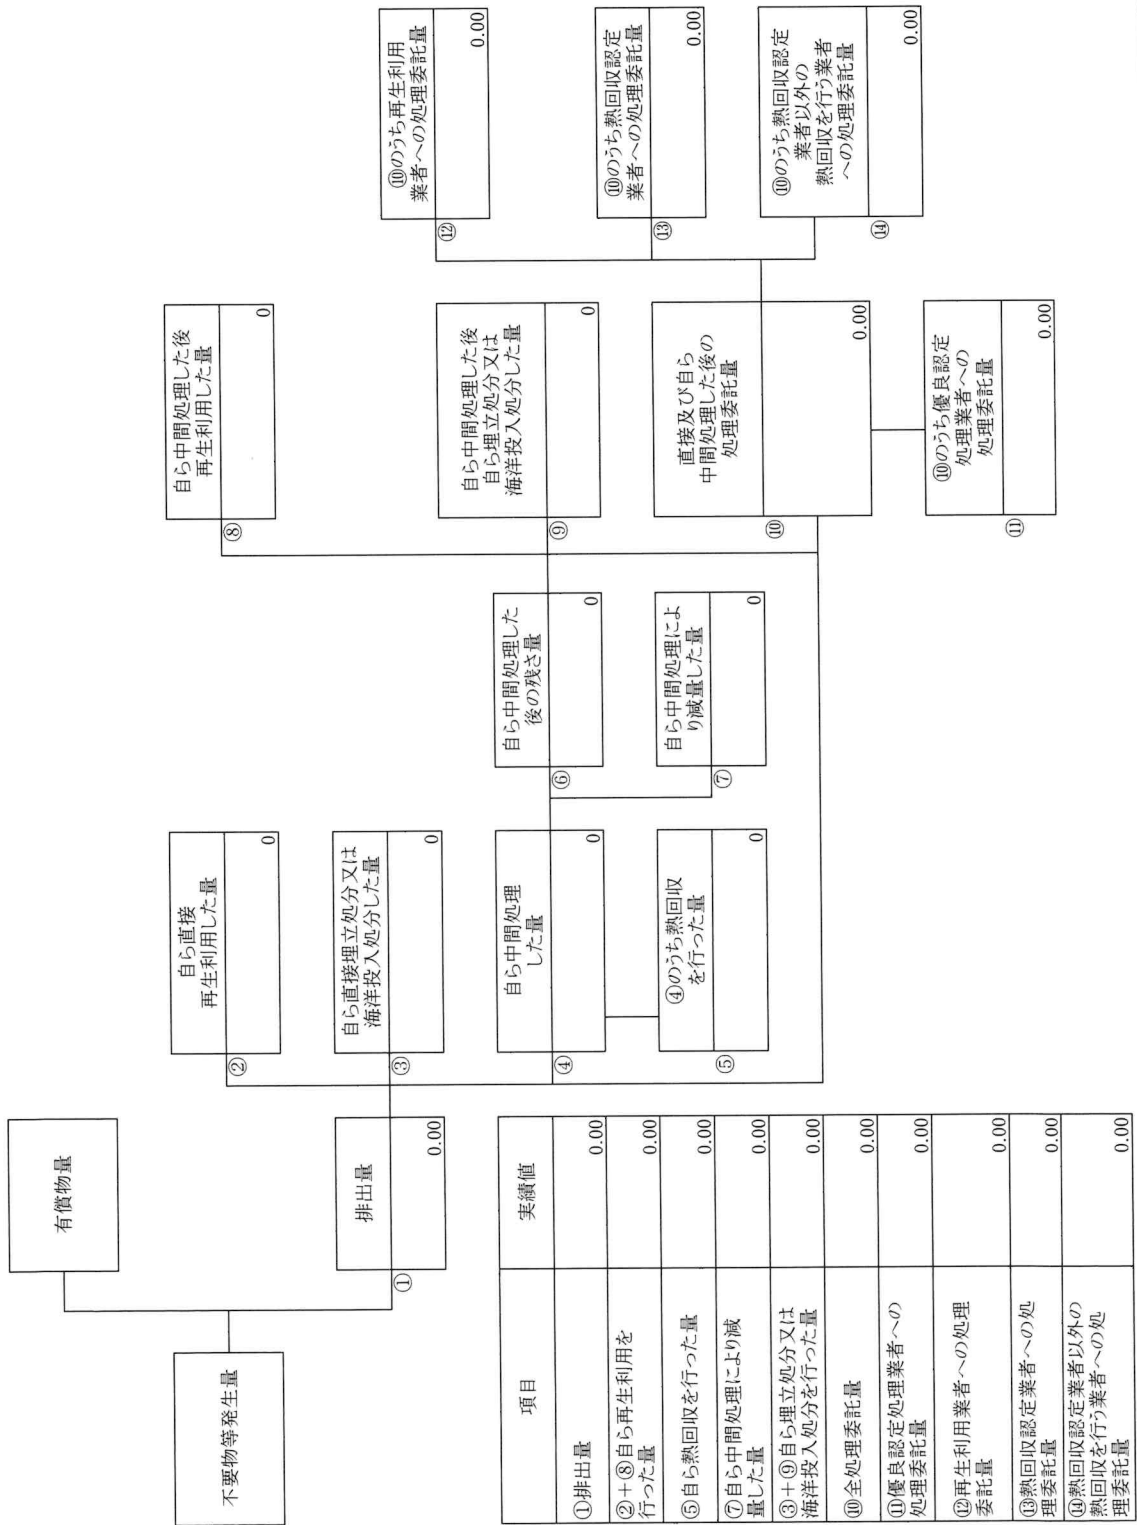 不要物等発生量
有償物量
排出量
①
0.00
自ら直接
再生利用した量
②
0
自ら直接埋立処分又は
海洋投入処分した量
③
0
自ら中間処理
した量
④
0
④のうち熱回収
を行った量
⑤
0
自ら中間処理した
後の残さ量
⑥
0
自ら中間処理によ
り減量した量
⑦
0
自ら中間処理した後
再生利用した量
⑧
0
自ら中間処理した後
自ら埋立処分又は
海洋投入処分した量
⑨
0
直接及び自ら
中間処理した後の
処理委託量
⑩
0.00
⑩のうち優良認定
処理業者への
処理委託量
⑪
0.00
⑩のうち再生利用
業者への処理委託量
⑫
0.00
⑩のうち熱回収認定
業者への処理委託量
⑬
0.00
⑩のうち熱回収認定
業者以外の
熱回収を行う業者
への処理委託量
⑭
0.00
項目
実績値
①排出量
0.00
②+⑧自ら再生利用を
行った量
0.00
⑤自ら熱回収を行った量
0.00
⑦自ら中間処理により減
量した量
0.00
③+⑨自ら埋立処分又は
海洋投入処分を行った量
0.00
⑩全処理委託量
0.00
⑪優良認定処理業者への
処理委託量
0.00
⑫再生利用業者への処理
委託量
0.00
⑬熱回収認定業者への処
理委託量
0.00
⑭熱回収認定業者以外の
熱回収を行う業者への処
理委託量
0.00